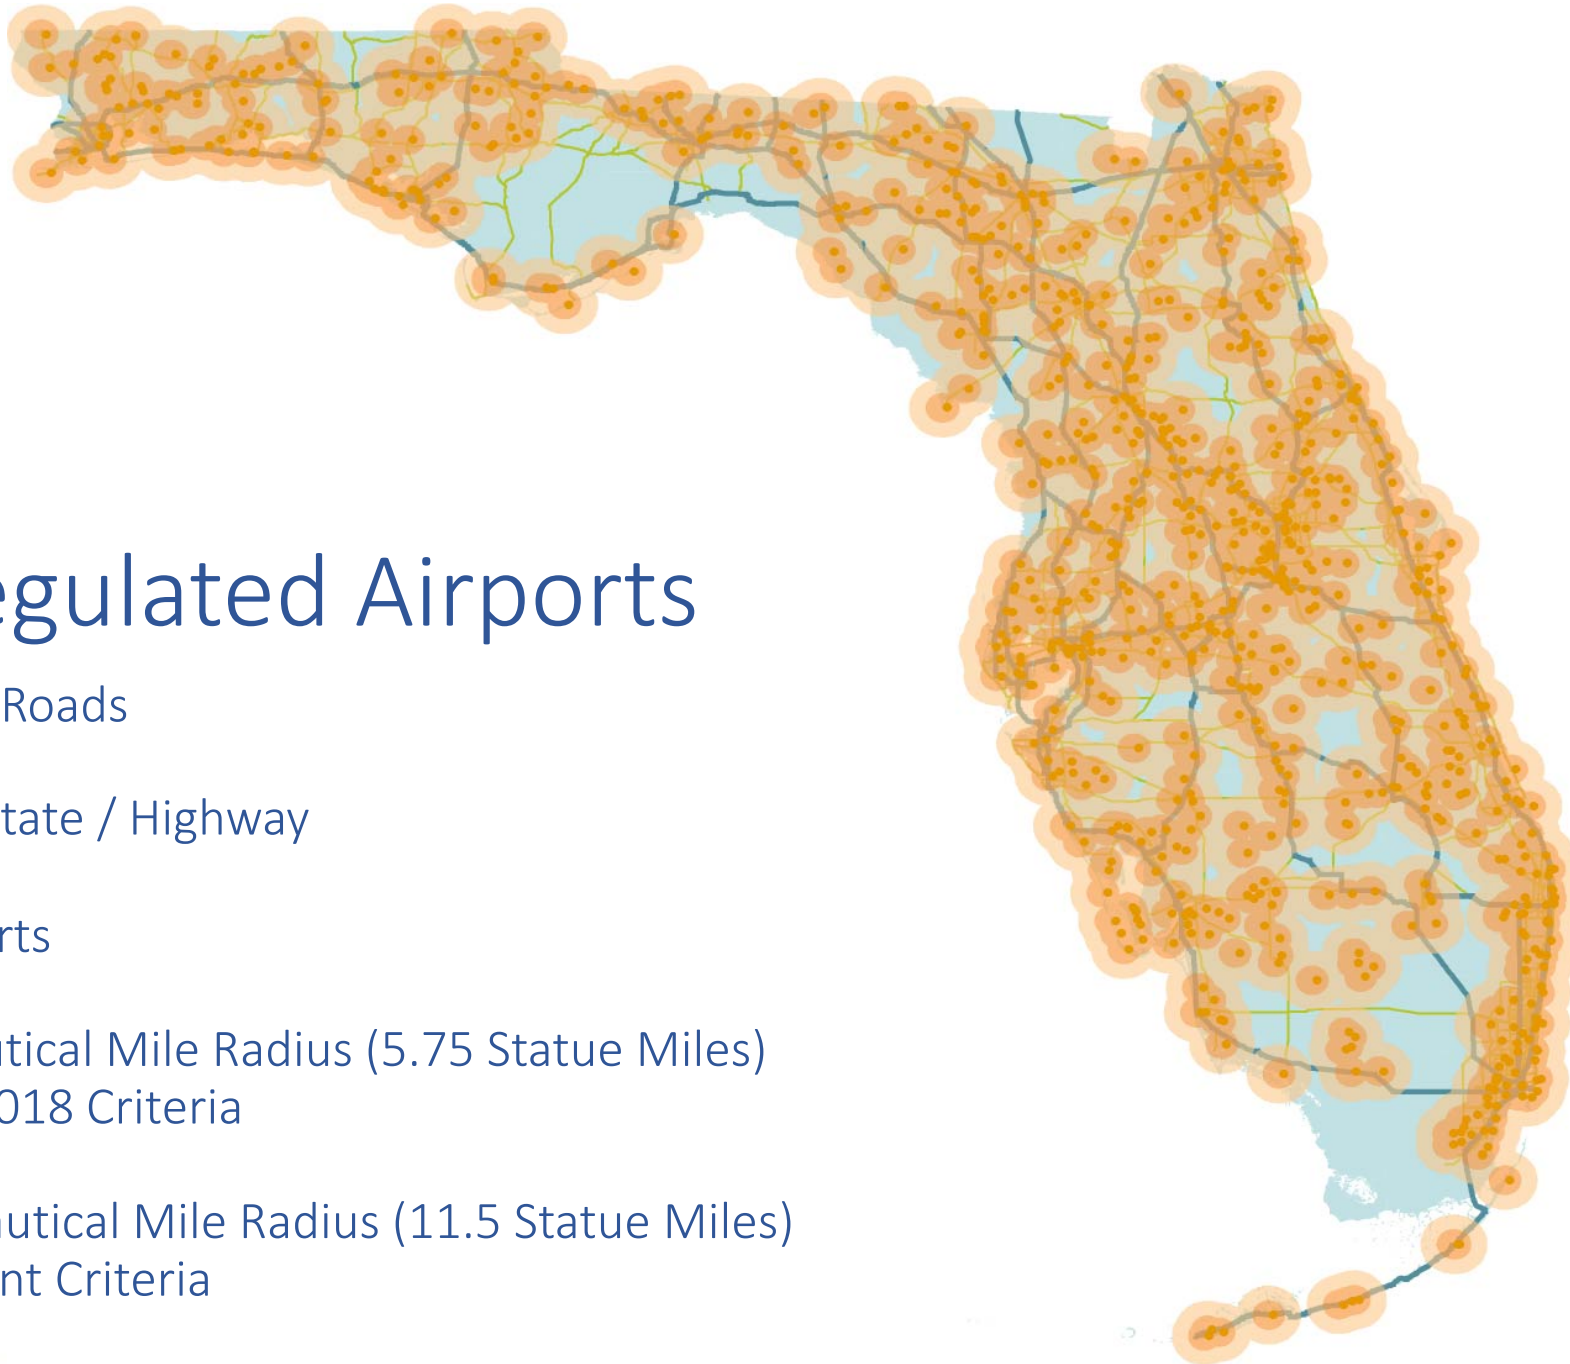 egulated Airports
Roads
tate / Highway
rts
utical Mile Radius (5.75 Statue Miles)
018 Criteria
autical Mile Radius (11.5 Statue Miles)
nt Criteria